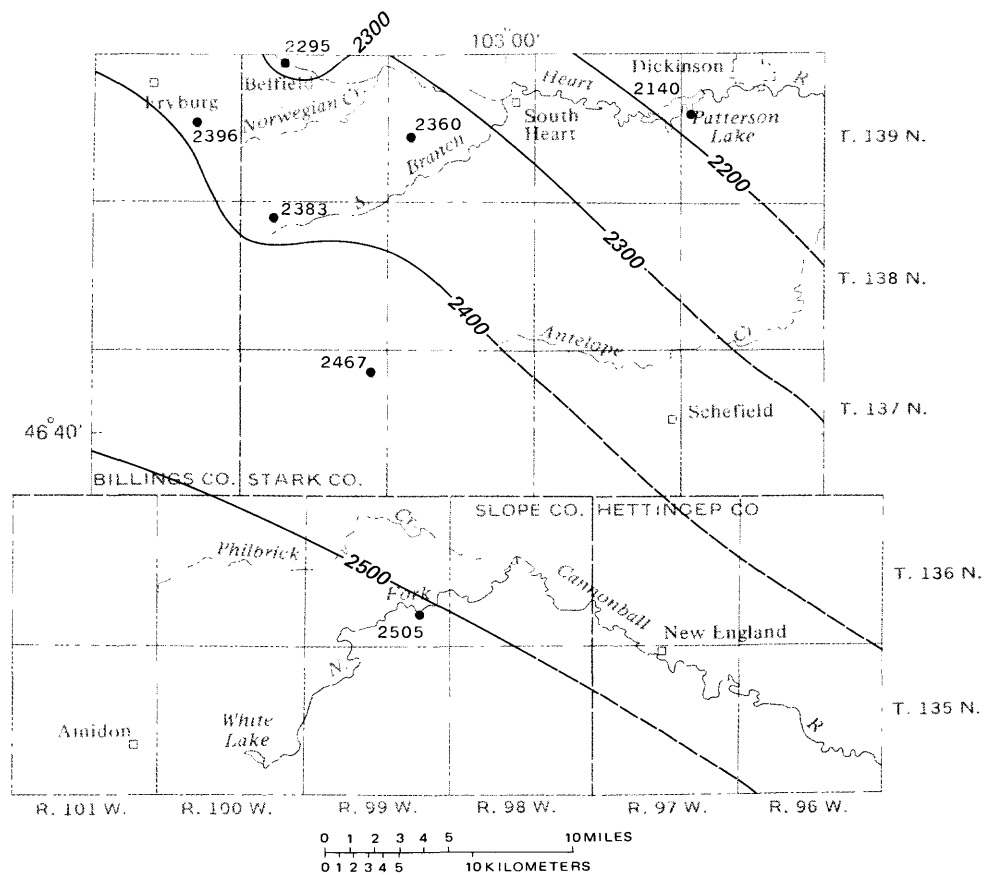 2300
103°00'
2295
Belfield
Norwegian Cr.
Fryburg
2396
2360
S. Branch
Heart R.
South
Heart
Dickinson
2140
Patterson
Lake
2200
T. 139 N.
2383
2300
T. 138 N.
2400
Antelope Cr.
2467
Schefield
T. 137 N.
46°40'
BILLINGS CO. STARK CO.
SLOPE CO. HETTINGER CO
Philbrick Cr.
2500
Cannonball R.
T. 136 N.
N. Fork
2505
New England
T. 135 N.
White
Lake
Amidon
R. 101 W. R. 100 W. R. 99 W. R. 98 W. R. 97 W. R. 96 W.
0 1 2 3 4 5 10 MILES
0 1 2 3 4 5 10 KILOMETERS